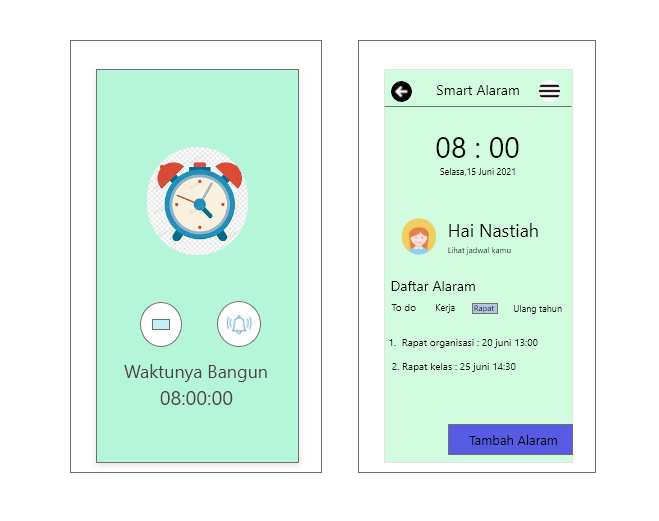 Waktunya Bangun
08:00:00
Smart Alaram
08 : 00
Selasa,15 Juni 2021
Hai Nastiah
Lihat jadwal kamu
Daftar Alaram
To do Kerja Rapat Ulang tahun
1. Rapat organisasi : 20 juni 13:00
2. Rapat kelas : 25 juni 14:30
Tambah Alaram